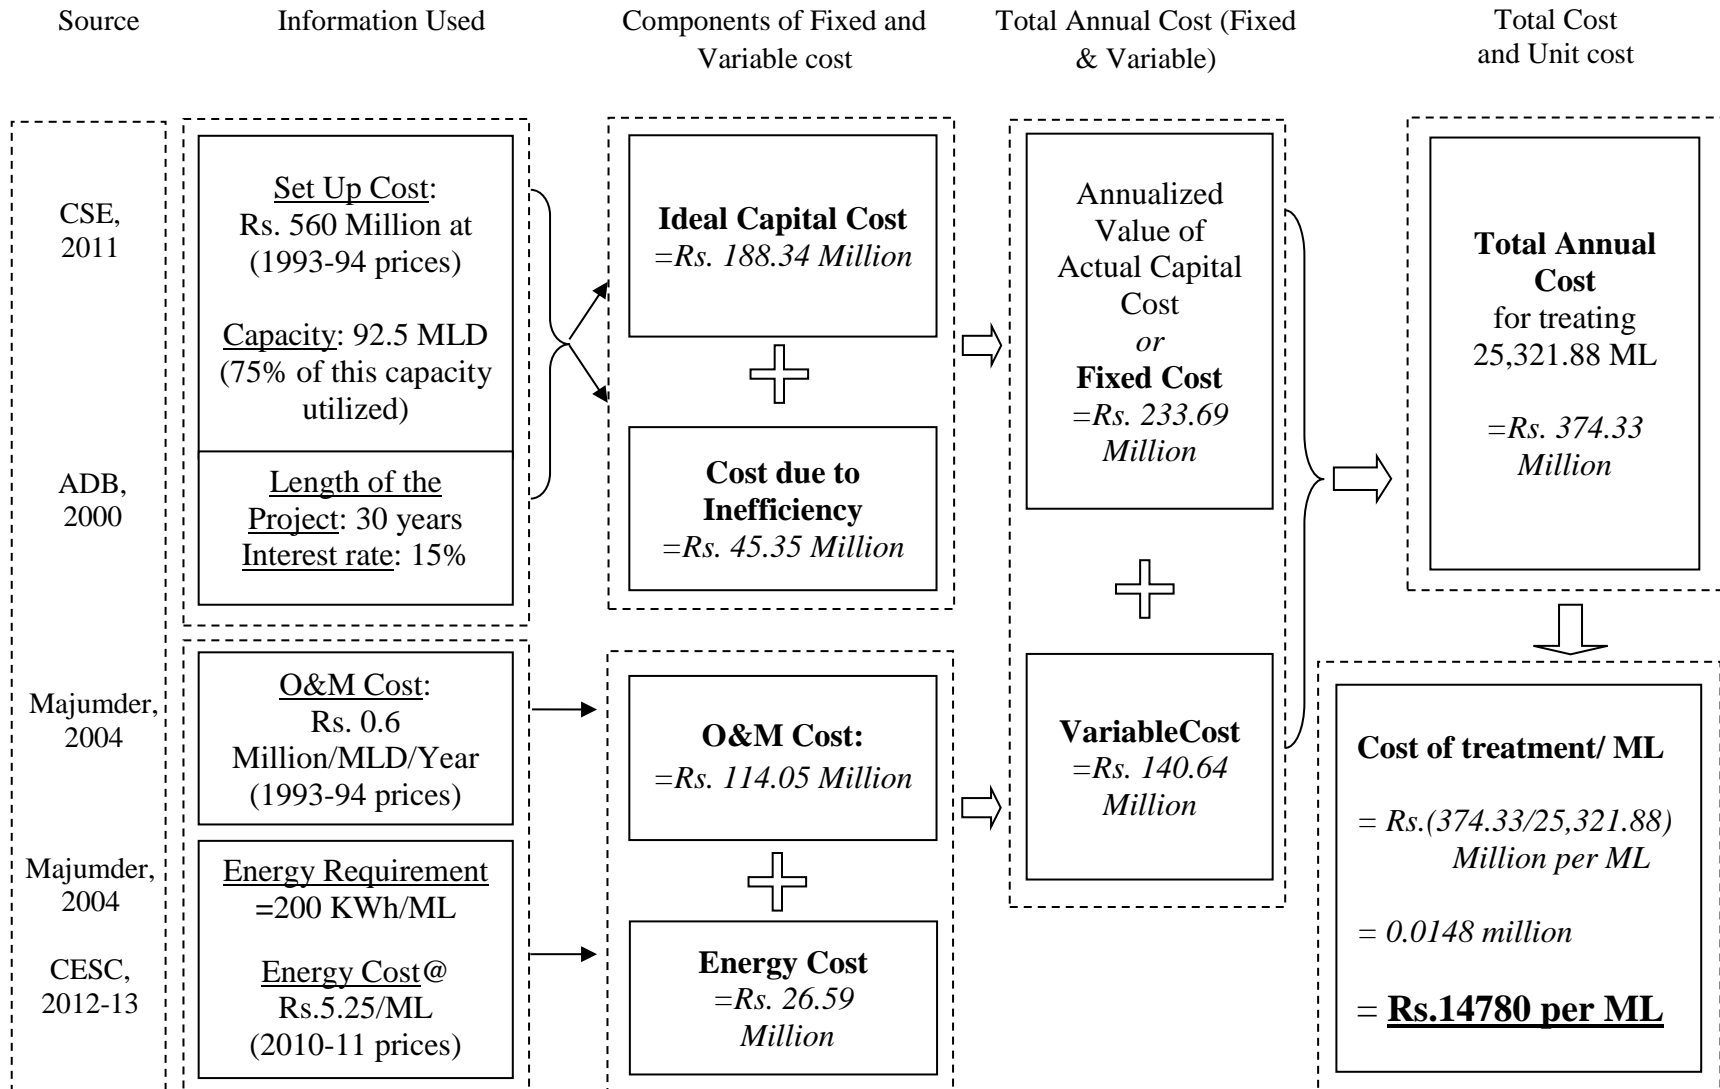 Source
Information Used
Components of Fixed and
Variable cost
Total Annual Cost (Fixed
& Variable)
Total Cost
and Unit cost
CSE,
2011
ADB,
2000
Majumder,
2004
Majumder,
2004
CESC,
2012-13
Set Up Cost:
Rs. 560 Million at
(1993-94 prices)
Capacity: 92.5 MLD
(75% of this capacity
utilized)
Length of the
Project: 30 years
Interest rate: 15%
O&M Cost:
Rs. 0.6
Million/MLD/Year
(1993-94 prices)
Energy Requirement
=200 KWh/ML
Energy Cost@
Rs.5.25/ML
(2010-11 prices)
Ideal Capital Cost
=Rs. 188.34 Million
Cost due to
Inefficiency
=Rs. 45.35 Million
O&M Cost:
=Rs. 114.05 Million
Energy Cost
=Rs. 26.59
Million
Annualized
Value of
Actual Capital
Cost
or
Fixed Cost
=Rs. 233.69
Million
VariableCost
=Rs. 140.64
Million
Total Annual
Cost
for treating
25,321.88 ML
=Rs. 374.33
Million
Cost of treatment/ ML
= Rs.(374.33/25,321.88)
Million per ML
= 0.0148 million
= Rs.14780 per ML